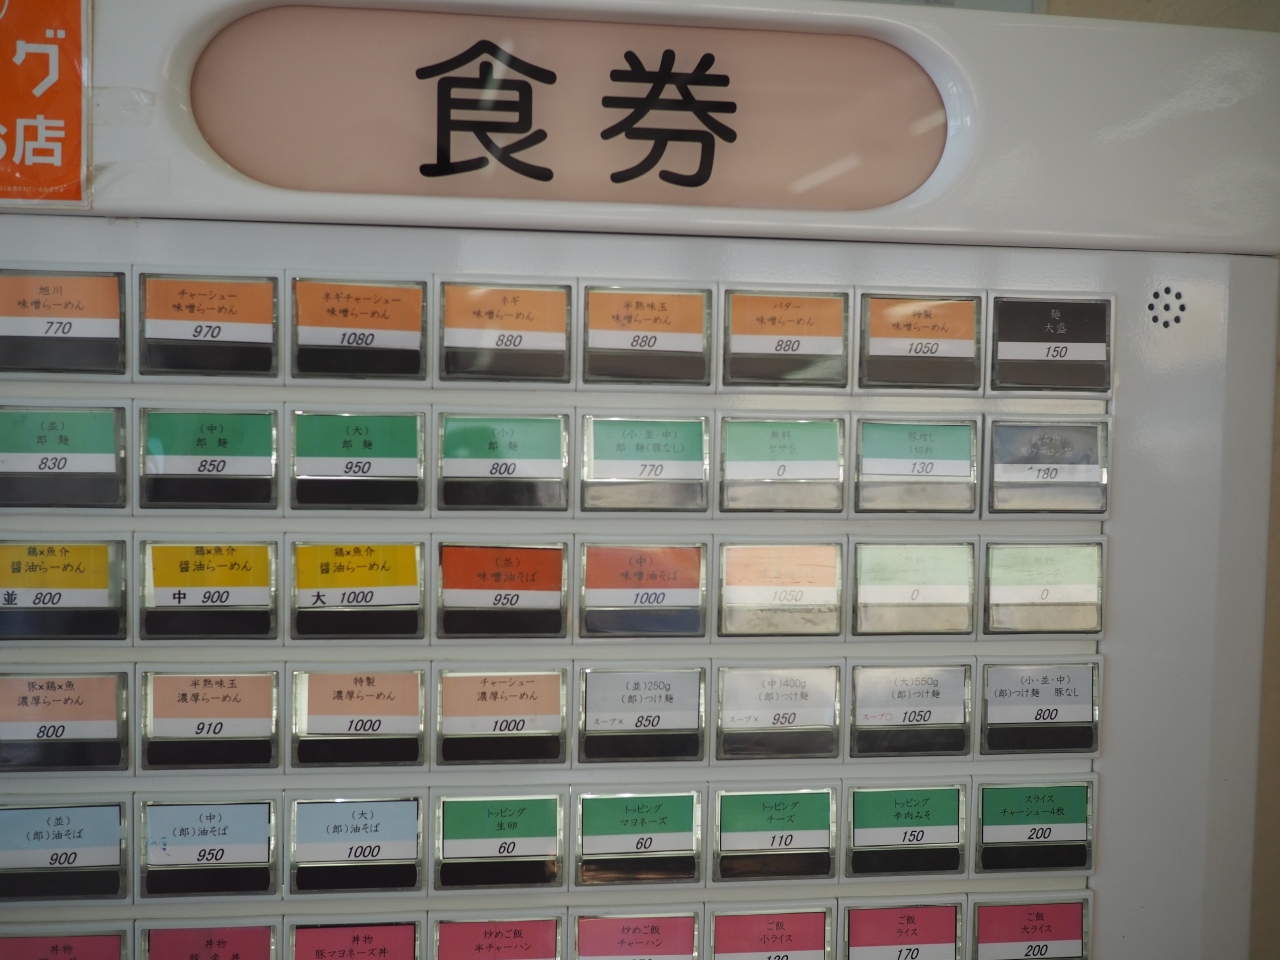 グ
店
食券
旭川
味噌らーめん
770
チャーシュー
味噌らーめん
970
ネギチャーシュー
味噌らーめん
1080
ネギ
味噌らーめん
880
半熟味玉
味噌らーめん
880
バター
味噌らーめん
880
特製
味噌らーめん
1050
麺
大盛
150
(並)
郎 麺
830
(中)
郎 麺
850
(大)
郎 麺
950
(小)
郎 麺
800
(小・並・中)
郎 麺(豚なし)
770
無料
ヤサイ
0
豚増し
130
180
鶏×魚介
醤油らーめん
並 800
鶏×魚介
醤油らーめん
中 900
鶏×魚介
醤油らーめん
大 1000
(並)
味噌油そば
950
(中)
味噌油そば
1000
1050
0
0
豚×鶏×魚
濃厚らーめん
800
半熟味玉
濃厚らーめん
910
特製
濃厚らーめん
1000
チャーシュー
濃厚らーめん
1000
(並)250g
(郎)つけ麺
スープ× 850
(中)400g
(郎)つけ麺
スープ× 950
(大)550g
(郎)つけ麺
スープ○ 1050
(小・並・中)
(郎)つけ麺 豚なし
800
(並)
(郎)油そば
900
(中)
(郎)油そば
950
(大)
(郎)油そば
1000
トッピング
生卵
60
トッピング
マヨネーズ
60
トッピング
チーズ
110
トッピング
辛肉みそ
150
スライス
チャーシュー4枚
200
丼物
丼物
丼物
豚マヨネーズ丼
炒めご飯
半チャーハン
炒めご飯
チャーハン
ご飯
小ライス
ご飯
ライス
170
ご飯
大ライス
200